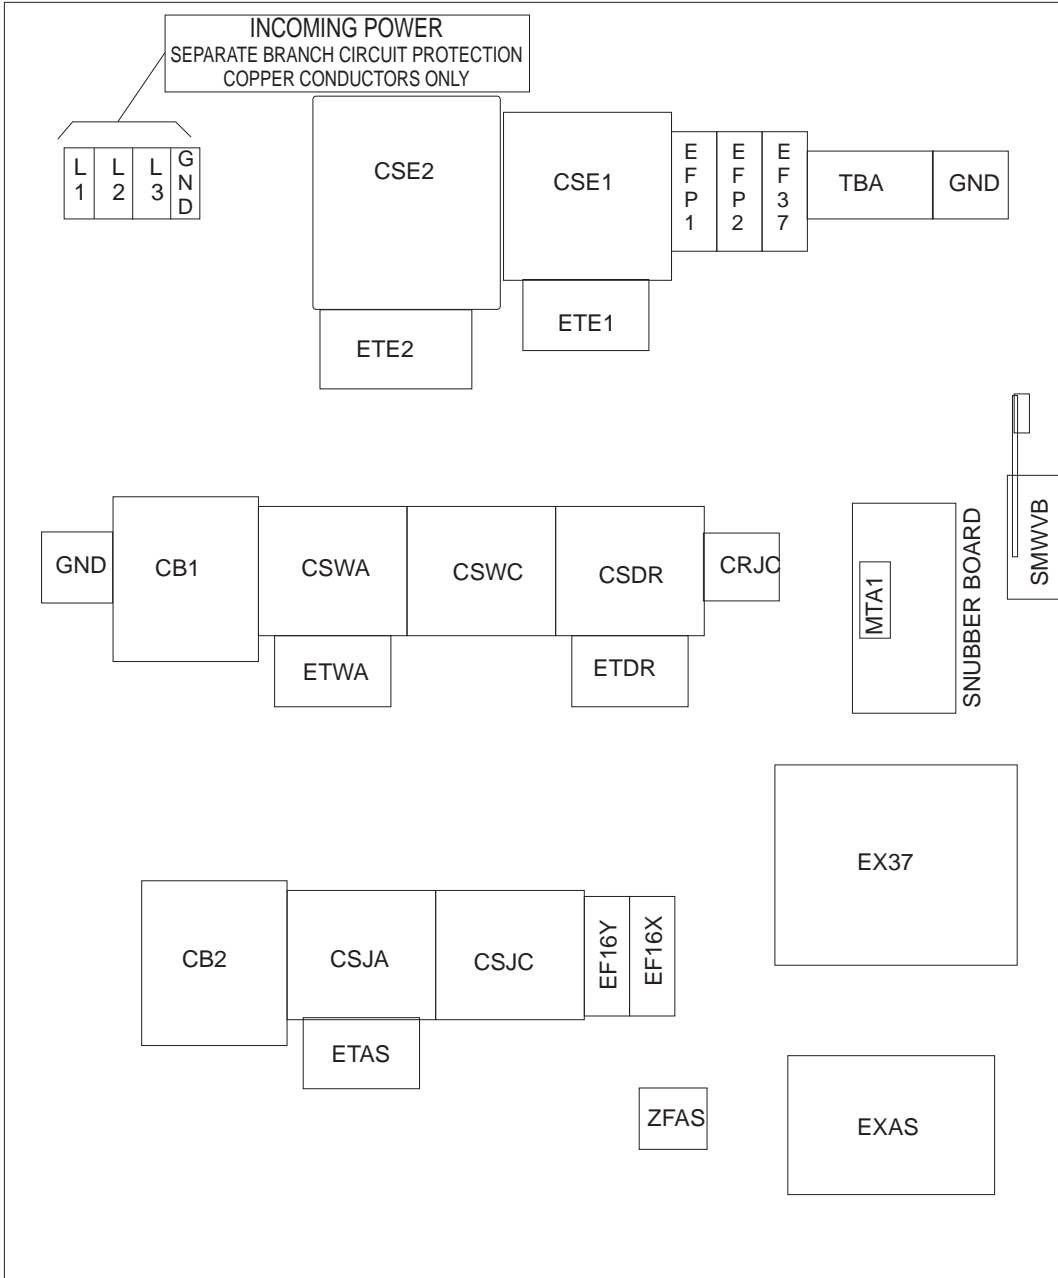 INCOMING POWER
SEPARATE BRANCH CIRCUIT PROTECTION
COPPER CONDUCTORS ONLY
L1
L2
L3
GND
CSE2
CSE1
EFP1
EFP2
EF37
TBA
GND
ETE2
ETE1
GND
CB1
CSWA
CSWC
CSDR
CRJC
MTA1
SNUBBER BOARD
SMWVB
ETWA
ETDR
EX37
CB2
CSJA
CSJC
EF16Y
EF16X
ETAS
ZFAS
EXAS